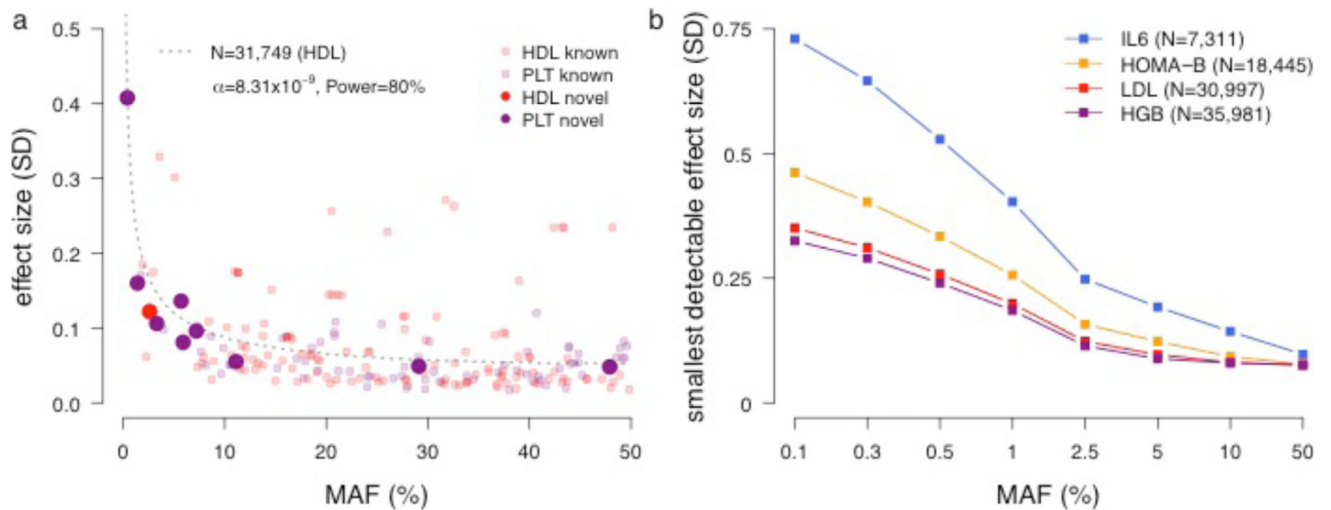 a
effect size (SD)
0.5
0.4
0.3
0.2
0.1
0.0
N=31,749 (HDL)
α=8.31x10⁻⁹, Power=80%
HDL known
PLT known
HDL novel
PLT novel
0 10 20 30 40 50
MAF (%)
b
smallest detectable effect size (SD)
0.75
0.5
0.25
0
IL6 (N=7,311)
HOMA−B (N=18,445)
LDL (N=30,997)
HGB (N=35,981)
0.1 0.3 0.5 1 2.5 5 10 50
MAF (%)